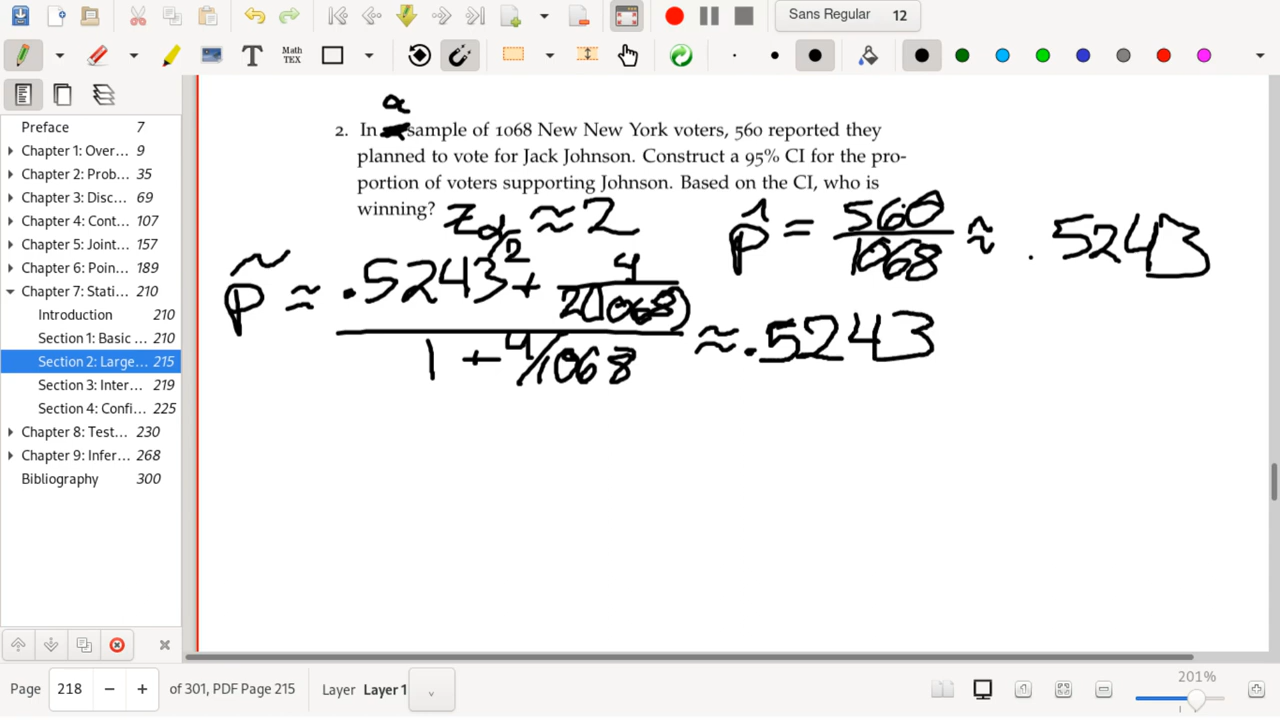 Sans Regular 12
T Math TEX
Preface 7
Chapter 1: Over... 9
Chapter 2: Prob... 35
Chapter 3: Disc... 69
Chapter 4: Cont... 107
Chapter 5: Joint... 157
Chapter 6: Poin... 189
Chapter 7: Stati... 210
Introduction 210
Section 1: Basic ... 210
Section 2: Large... 215
Section 3: Inter... 219
Section 4: Confi... 225
Chapter 8: Test... 230
Chapter 9: Infer... 268
Bibliography 300
a
2. In sample of 1068 New New York voters, 560 reported they
planned to vote for Jack Johnson. Construct a 95% CI for the pro-
portion of voters supporting Johnson. Based on the CI, who is
winning? z_{α/2} ≈ 2
p̂ = 560/1068 ≈ .5243
p̃ ≈ (.5243 + 4/(2(1068)))/(1 + 4/1068) ≈ .5243
Page 218 − + of 301, PDF Page 215 Layer Layer 1 201%